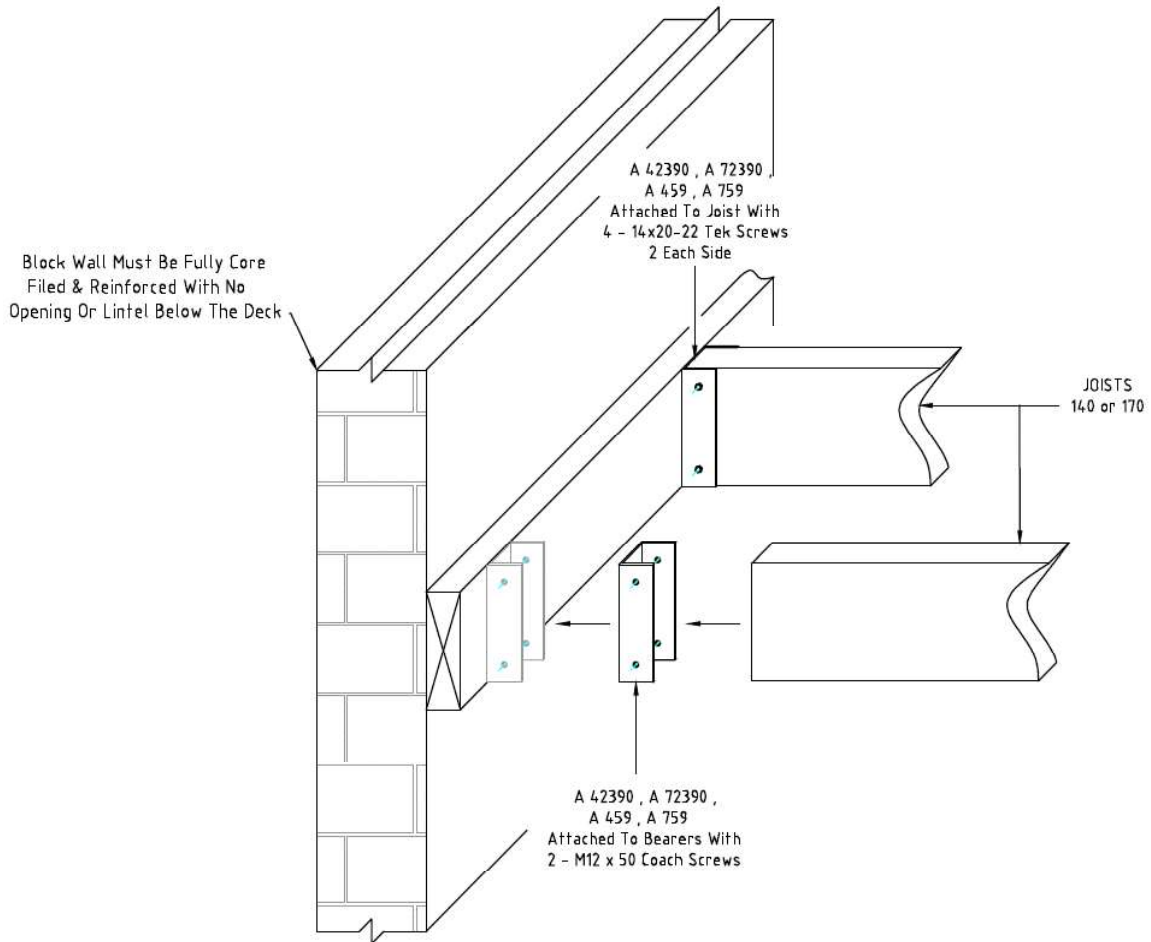 A 42390 , A 72390 ,
A 459 , A 759
Attached To Joist With
4 - 14x20-22 Tek Screws
2 Each Side
Block Wall Must Be Fully Core
Filed & Reinforced With No
Opening Or Lintel Below The Deck
JOISTS
140 or 170
A 42390 , A 72390 ,
A 459 , A 759
Attached To Bearers With
2 - M12 x 50 Coach Screws